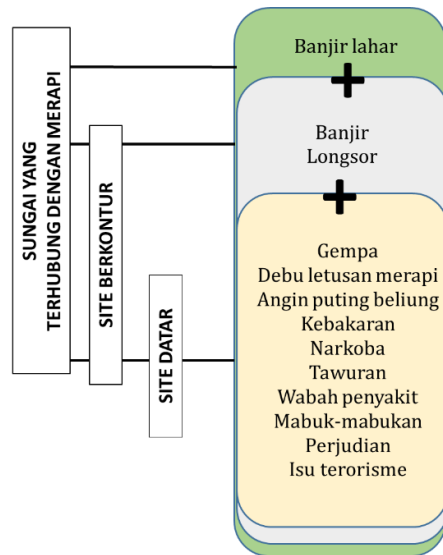 SUNGAI YANG
TERHUBUNG DENGAN MERAPI
SITE BERKONTUR
SITE DATAR
Banjir lahar
Banjir
Longsor
Gempa
Debu letusan merapi
Angin puting beliung
Kebakaran
Narkoba
Tawuran
Wabah penyakit
Mabuk-mabukan
Perjudian
Isu terorisme